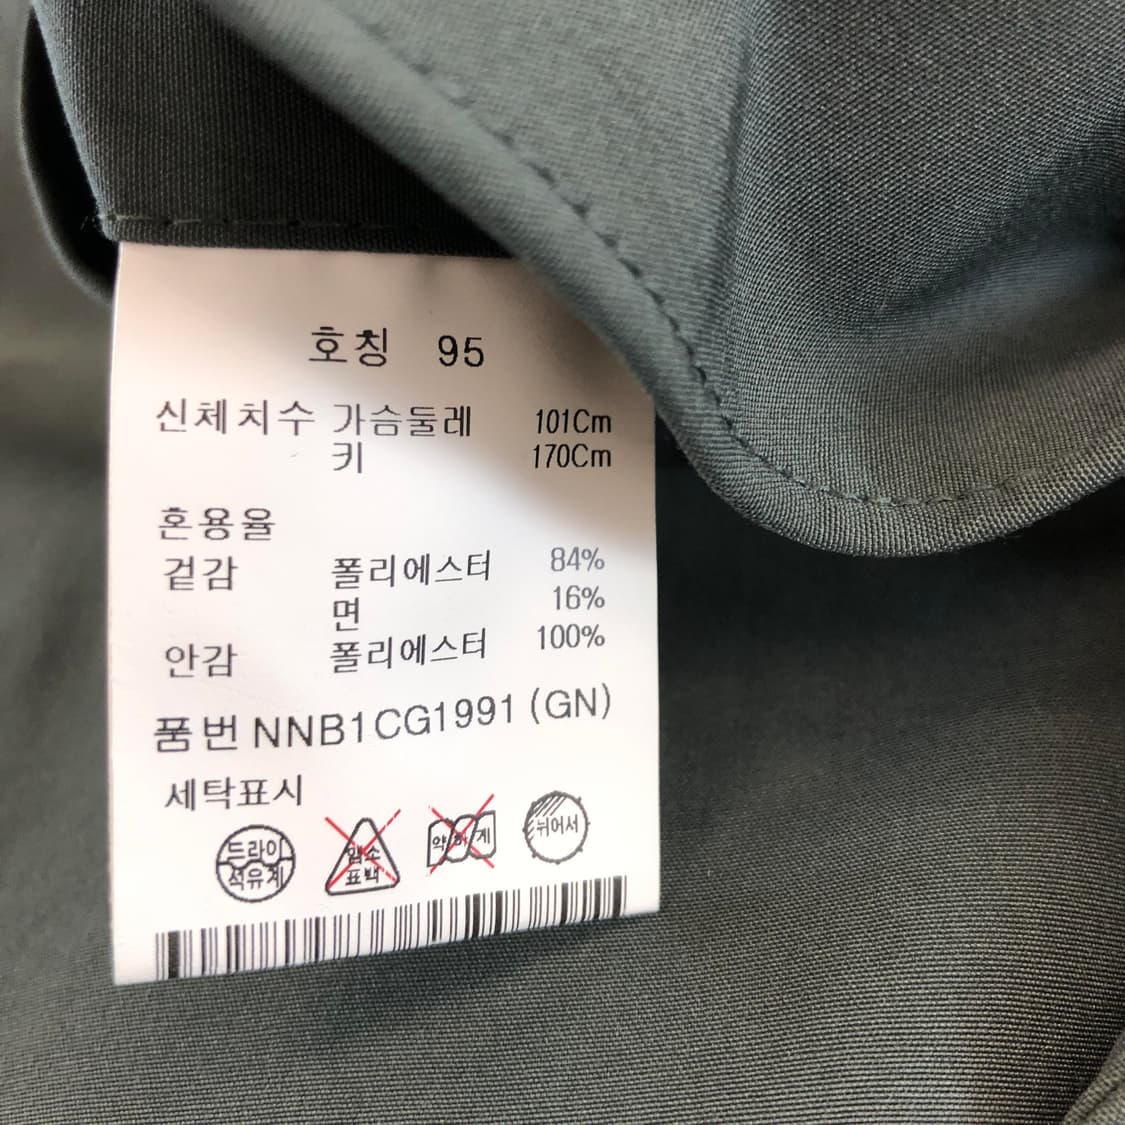 호칭 95
신체치수 가슴둘레 101Cm
키 170Cm
혼용율
겉감 폴리에스터 84%
면 16%
안감 폴리에스터 100%
품번 NNB1CG1991 (GN)
세탁표시
드라이
석유계
염소
표백
약하게
뉘어서